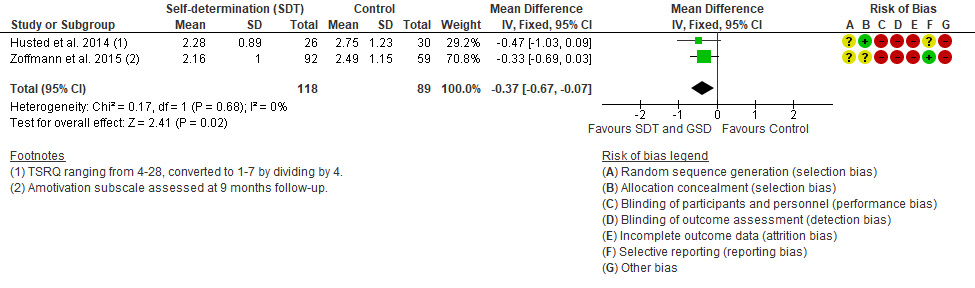 Self-determination (SDT) Control Mean Difference Mean Difference Risk of Bias
Study or Subgroup Mean SD Total Mean SD Total Weight IV, Fixed, 95% CI IV, Fixed, 95% CI A B C D E F G
Husted et al. 2014 (1) 2.28 0.89 26 2.75 1.23 30 29.2% -0.47 [-1.03, 0.09] ? + − − − ? −
Zoffmann et al. 2015 (2) 2.16 1 92 2.49 1.15 59 70.8% -0.33 [-0.69, 0.03] ? ? − − − + −
Total (95% CI) 118 89 100.0% -0.37 [-0.67, -0.07]
Heterogeneity: Chi² = 0.17, df = 1 (P = 0.68); I² = 0%
Test for overall effect: Z = 2.41 (P = 0.02)
-2 -1 0 1 2
Favours SDT and GSD Favours Control
Footnotes
(1) TSRQ ranging from 4-28, converted to 1-7 by dividing by 4.
(2) Amotivation subscale assessed at 9 months follow-up.
Risk of bias legend
(A) Random sequence generation (selection bias)
(B) Allocation concealment (selection bias)
(C) Blinding of participants and personnel (performance bias)
(D) Blinding of outcome assessment (detection bias)
(E) Incomplete outcome data (attrition bias)
(F) Selective reporting (reporting bias)
(G) Other bias